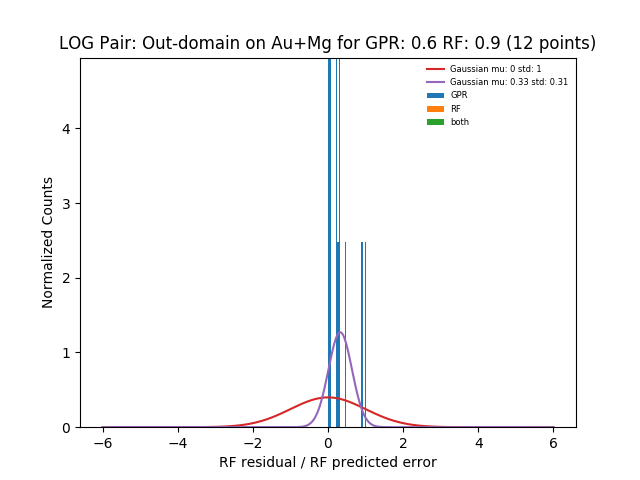 LOG Pair: Out-domain on Au+Mg for GPR: 0.6 RF: 0.9 (12 points)
Gaussian mu: 0 std: 1
Gaussian mu: 0.33 std: 0.31
GPR
RF
both
Normalized Counts
4
3
2
1
0
−6 −4 −2 0 2 4 6
RF residual / RF predicted error